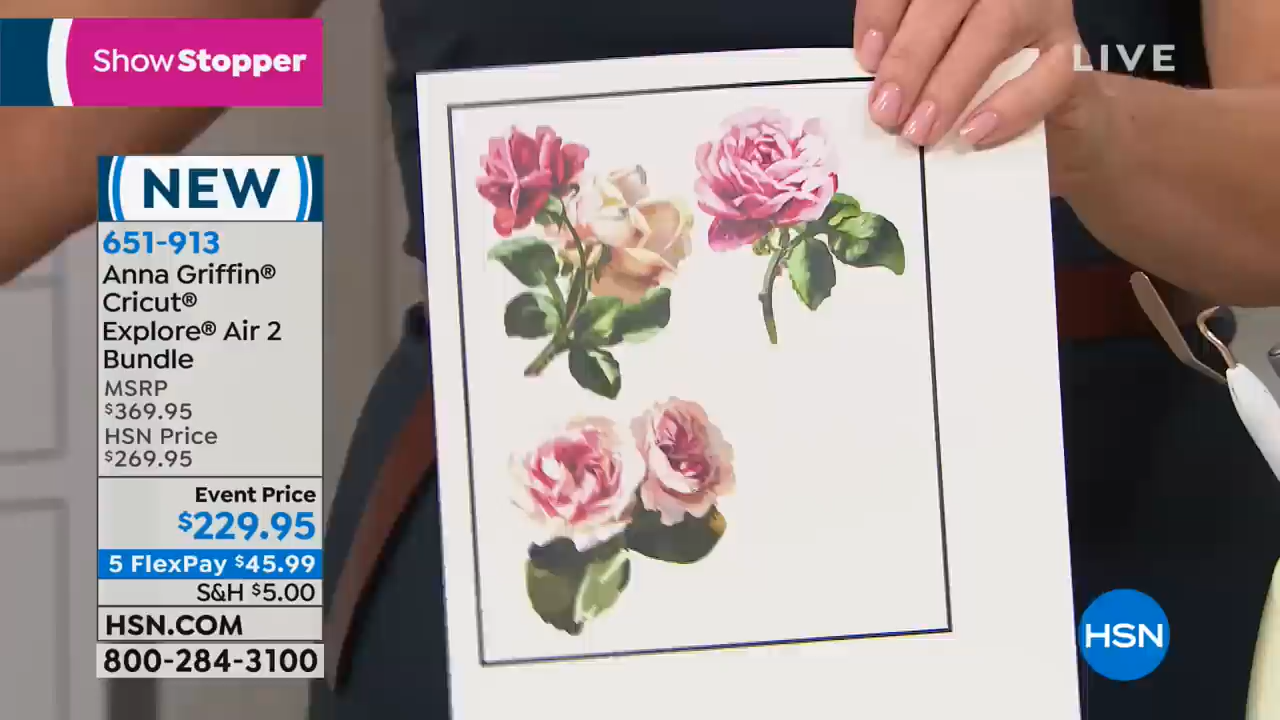 ShowStopper
LIVE
NEW
651-913
Anna Griffin®
Cricut®
Explore® Air 2
Bundle
MSRP
$369.95
HSN Price
$269.95
Event Price
$229.95
5 FlexPay $45.99
S&H $5.00
HSN.COM
800-284-3100
HSN